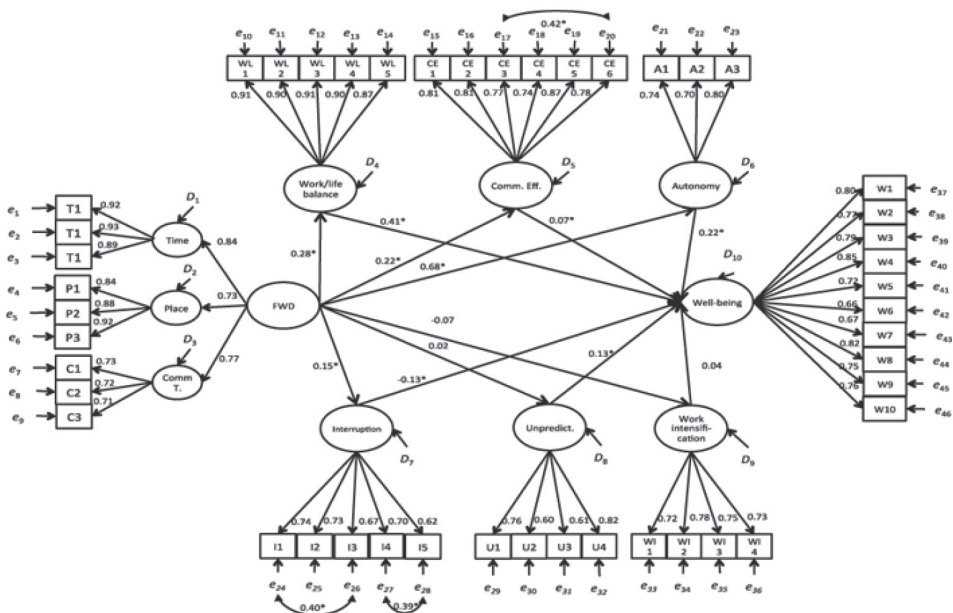 0.42*
e10 e11 e12 e13 e14 e15 e16 e17 e18 e19 e20 e21 e22 e23
WL 1 WL 2 WL 3 WL 4 WL 5 CE 1 CE 2 CE 3 CE 4 CE 5 CE 6 A1 A2 A3
0.91 0.90 0.91 0.90 0.87 0.81 0.81 0.77 0.74 0.87 0.78 0.74 0.70 0.80
D4 D5 D6
Work/life balance
Comm. Eff.
Autonomy
e1 T1 0.92 D1
e2 T1 0.93 Time 0.84
e3 T1 0.89
e4 P1 0.84 D2
e5 P2 0.88 Place 0.73
e6 P3 0.92
e7 C1 0.73 D3
e8 C2 0.72 Comm T. 0.77
e9 C3 0.71
FWD
0.28* 0.22* 0.68* 0.41* 0.07* 0.22*
D10
Well-being
0.80 W1 e37
0.77 W2 e38
0.79 W3 e39
0.85 W4 e40
0.72 W5 e41
0.66 W6 e42
0.67 W7 e43
0.82 W8 e44
0.75 W9 e45
0.76 W10 e46
-0.07
0.02
0.15* -0.13* 0.13* 0.04
Interruption
Unpredict.
Work intensifi-cation
D7 D8 D9
0.74 0.73 0.67 0.70 0.62 0.76 0.60 0.61 0.82 0.72 0.78 0.75 0.73
I1 I2 I3 I4 I5 U1 U2 U3 U4 WI 1 WI 2 WI 3 WI 4
e24 e25 e26 e27 e28 e29 e30 e31 e32 e33 e34 e35 e36
0.40* 0.39*